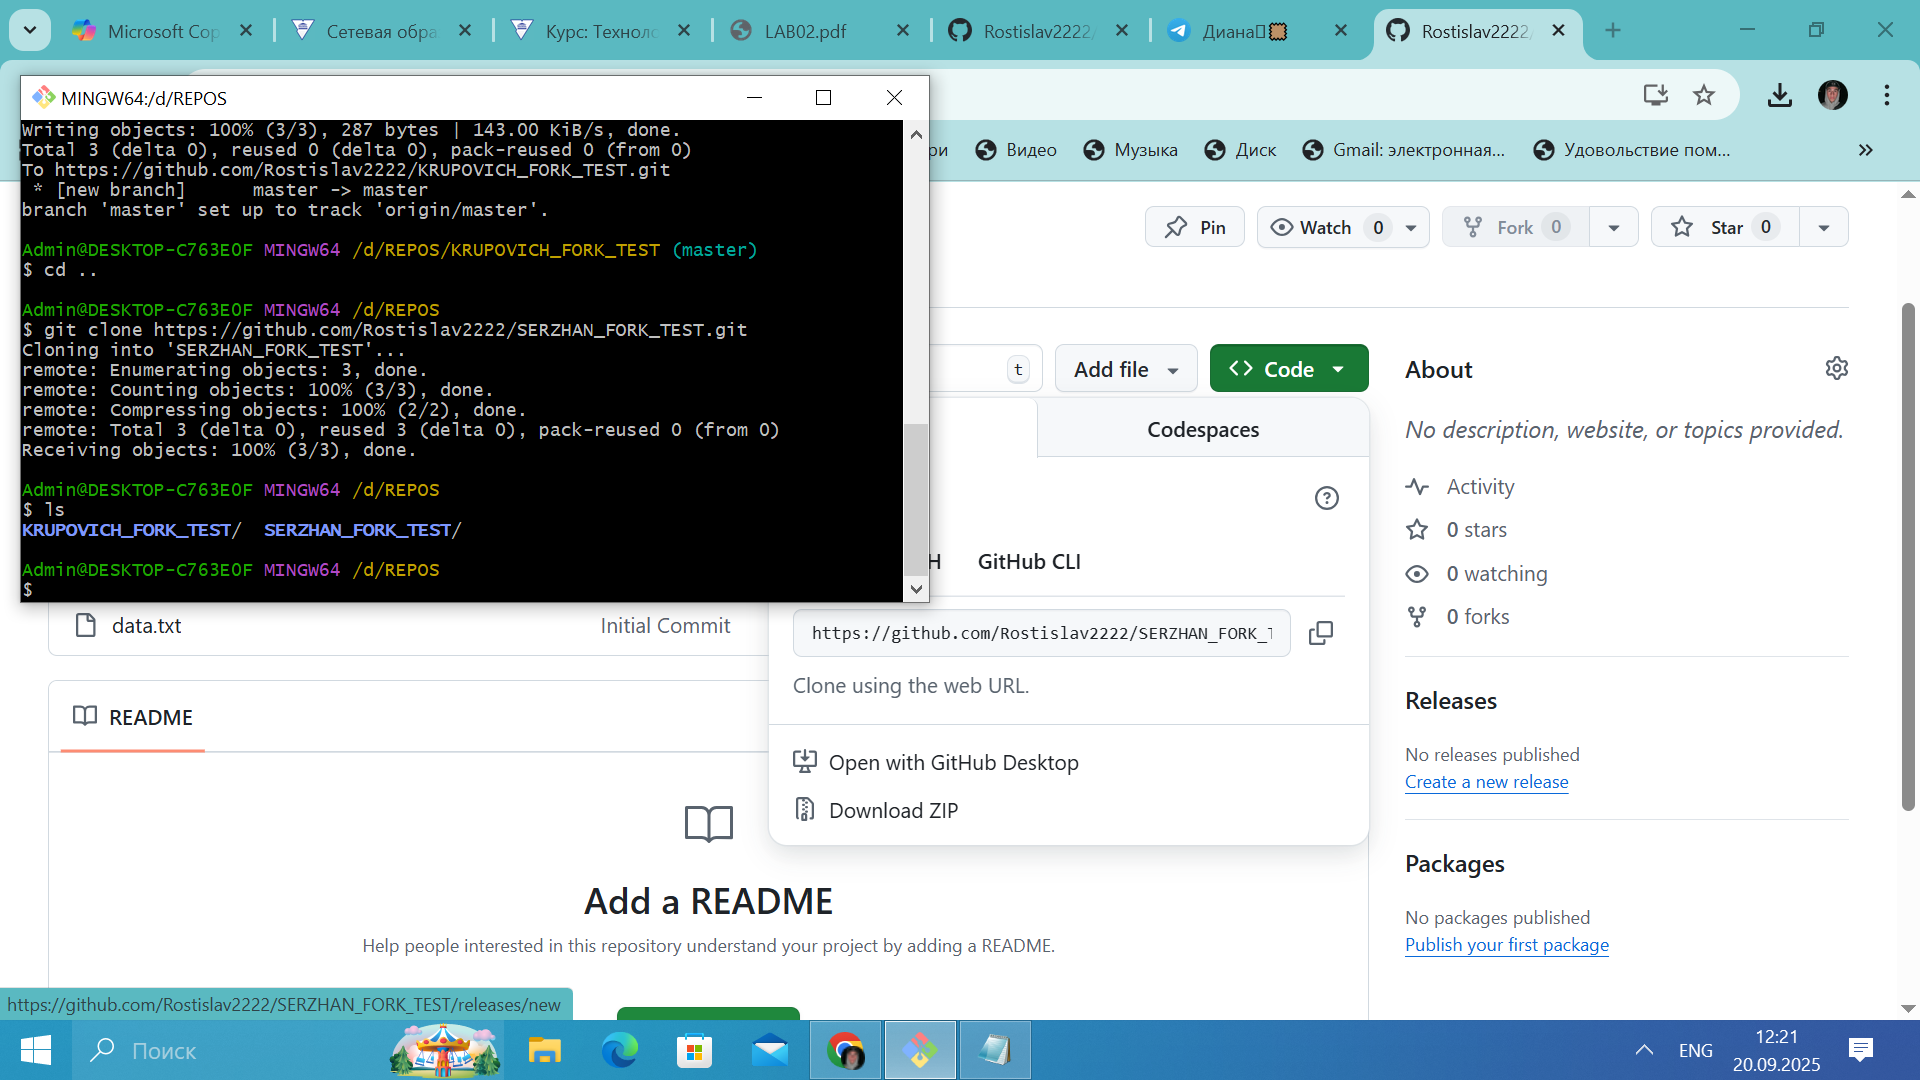 Microsoft Cop
Сетевая обра
Курс: Техноло
LAB02.pdf
Rostislav2222/
Диана
Rostislav2222/
MINGW64:/d/REPOS
ри
Видео
Музыка
Диск
Gmail: электронная...
Удовольствие пом...
»
Writing objects: 100% (3/3), 287 bytes | 143.00 KiB/s, done.
Total 3 (delta 0), reused 0 (delta 0), pack-reused 0 (from 0)
To https://github.com/Rostislav2222/KRUPOVICH_FORK_TEST.git
* [new branch]      master -> master
branch 'master' set up to track 'origin/master'.
Admin@DESKTOP-C763E0F MINGW64 /d/REPOS/KRUPOVICH_FORK_TEST (master)
$ cd ..
Admin@DESKTOP-C763E0F MINGW64 /d/REPOS
$ git clone https://github.com/Rostislav2222/SERZHAN_FORK_TEST.git
Cloning into 'SERZHAN_FORK_TEST'...
remote: Enumerating objects: 3, done.
remote: Counting objects: 100% (3/3), done.
remote: Compressing objects: 100% (2/2), done.
remote: Total 3 (delta 0), reused 3 (delta 0), pack-reused 0 (from 0)
Receiving objects: 100% (3/3), done.
Admin@DESKTOP-C763E0F MINGW64 /d/REPOS
$ ls
KRUPOVICH_FORK_TEST/  SERZHAN_FORK_TEST/
Admin@DESKTOP-C763E0F MINGW64 /d/REPOS
$
Pin
Watch 0
Fork 0
Star 0
t
Add file
Code
Codespaces
H
GitHub CLI
https://github.com/Rostislav2222/SERZHAN_FORK_T
Clone using the web URL.
Open with GitHub Desktop
Download ZIP
data.txt
Initial Commit
README
Add a README
Help people interested in this repository understand your project by adding a README.
About
No description, website, or topics provided.
Activity
0 stars
0 watching
0 forks
Releases
No releases published
Create a new release
Packages
No packages published
Publish your first package
https://github.com/Rostislav2222/SERZHAN_FORK_TEST/releases/new
Поиск
ENG
12:21
20.09.2025